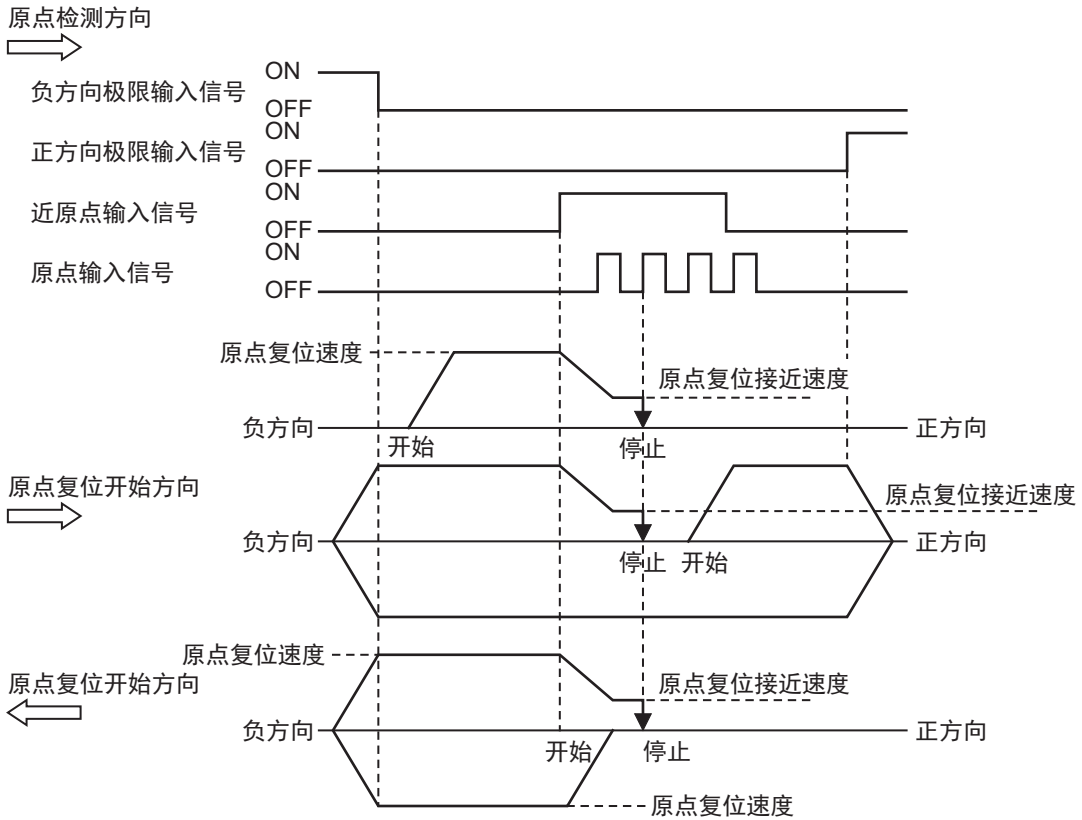 原点检测方向
负方向极限输入信号
ON
OFF
正方向极限输入信号
ON
OFF
近原点输入信号
ON
OFF
原点输入信号
ON
OFF
原点复位速度
原点复位接近速度
负方向
正方向
开始
停止
原点复位开始方向
原点复位接近速度
负方向
正方向
停止
开始
原点复位速度
原点复位开始方向
原点复位接近速度
负方向
正方向
开始
停止
原点复位速度